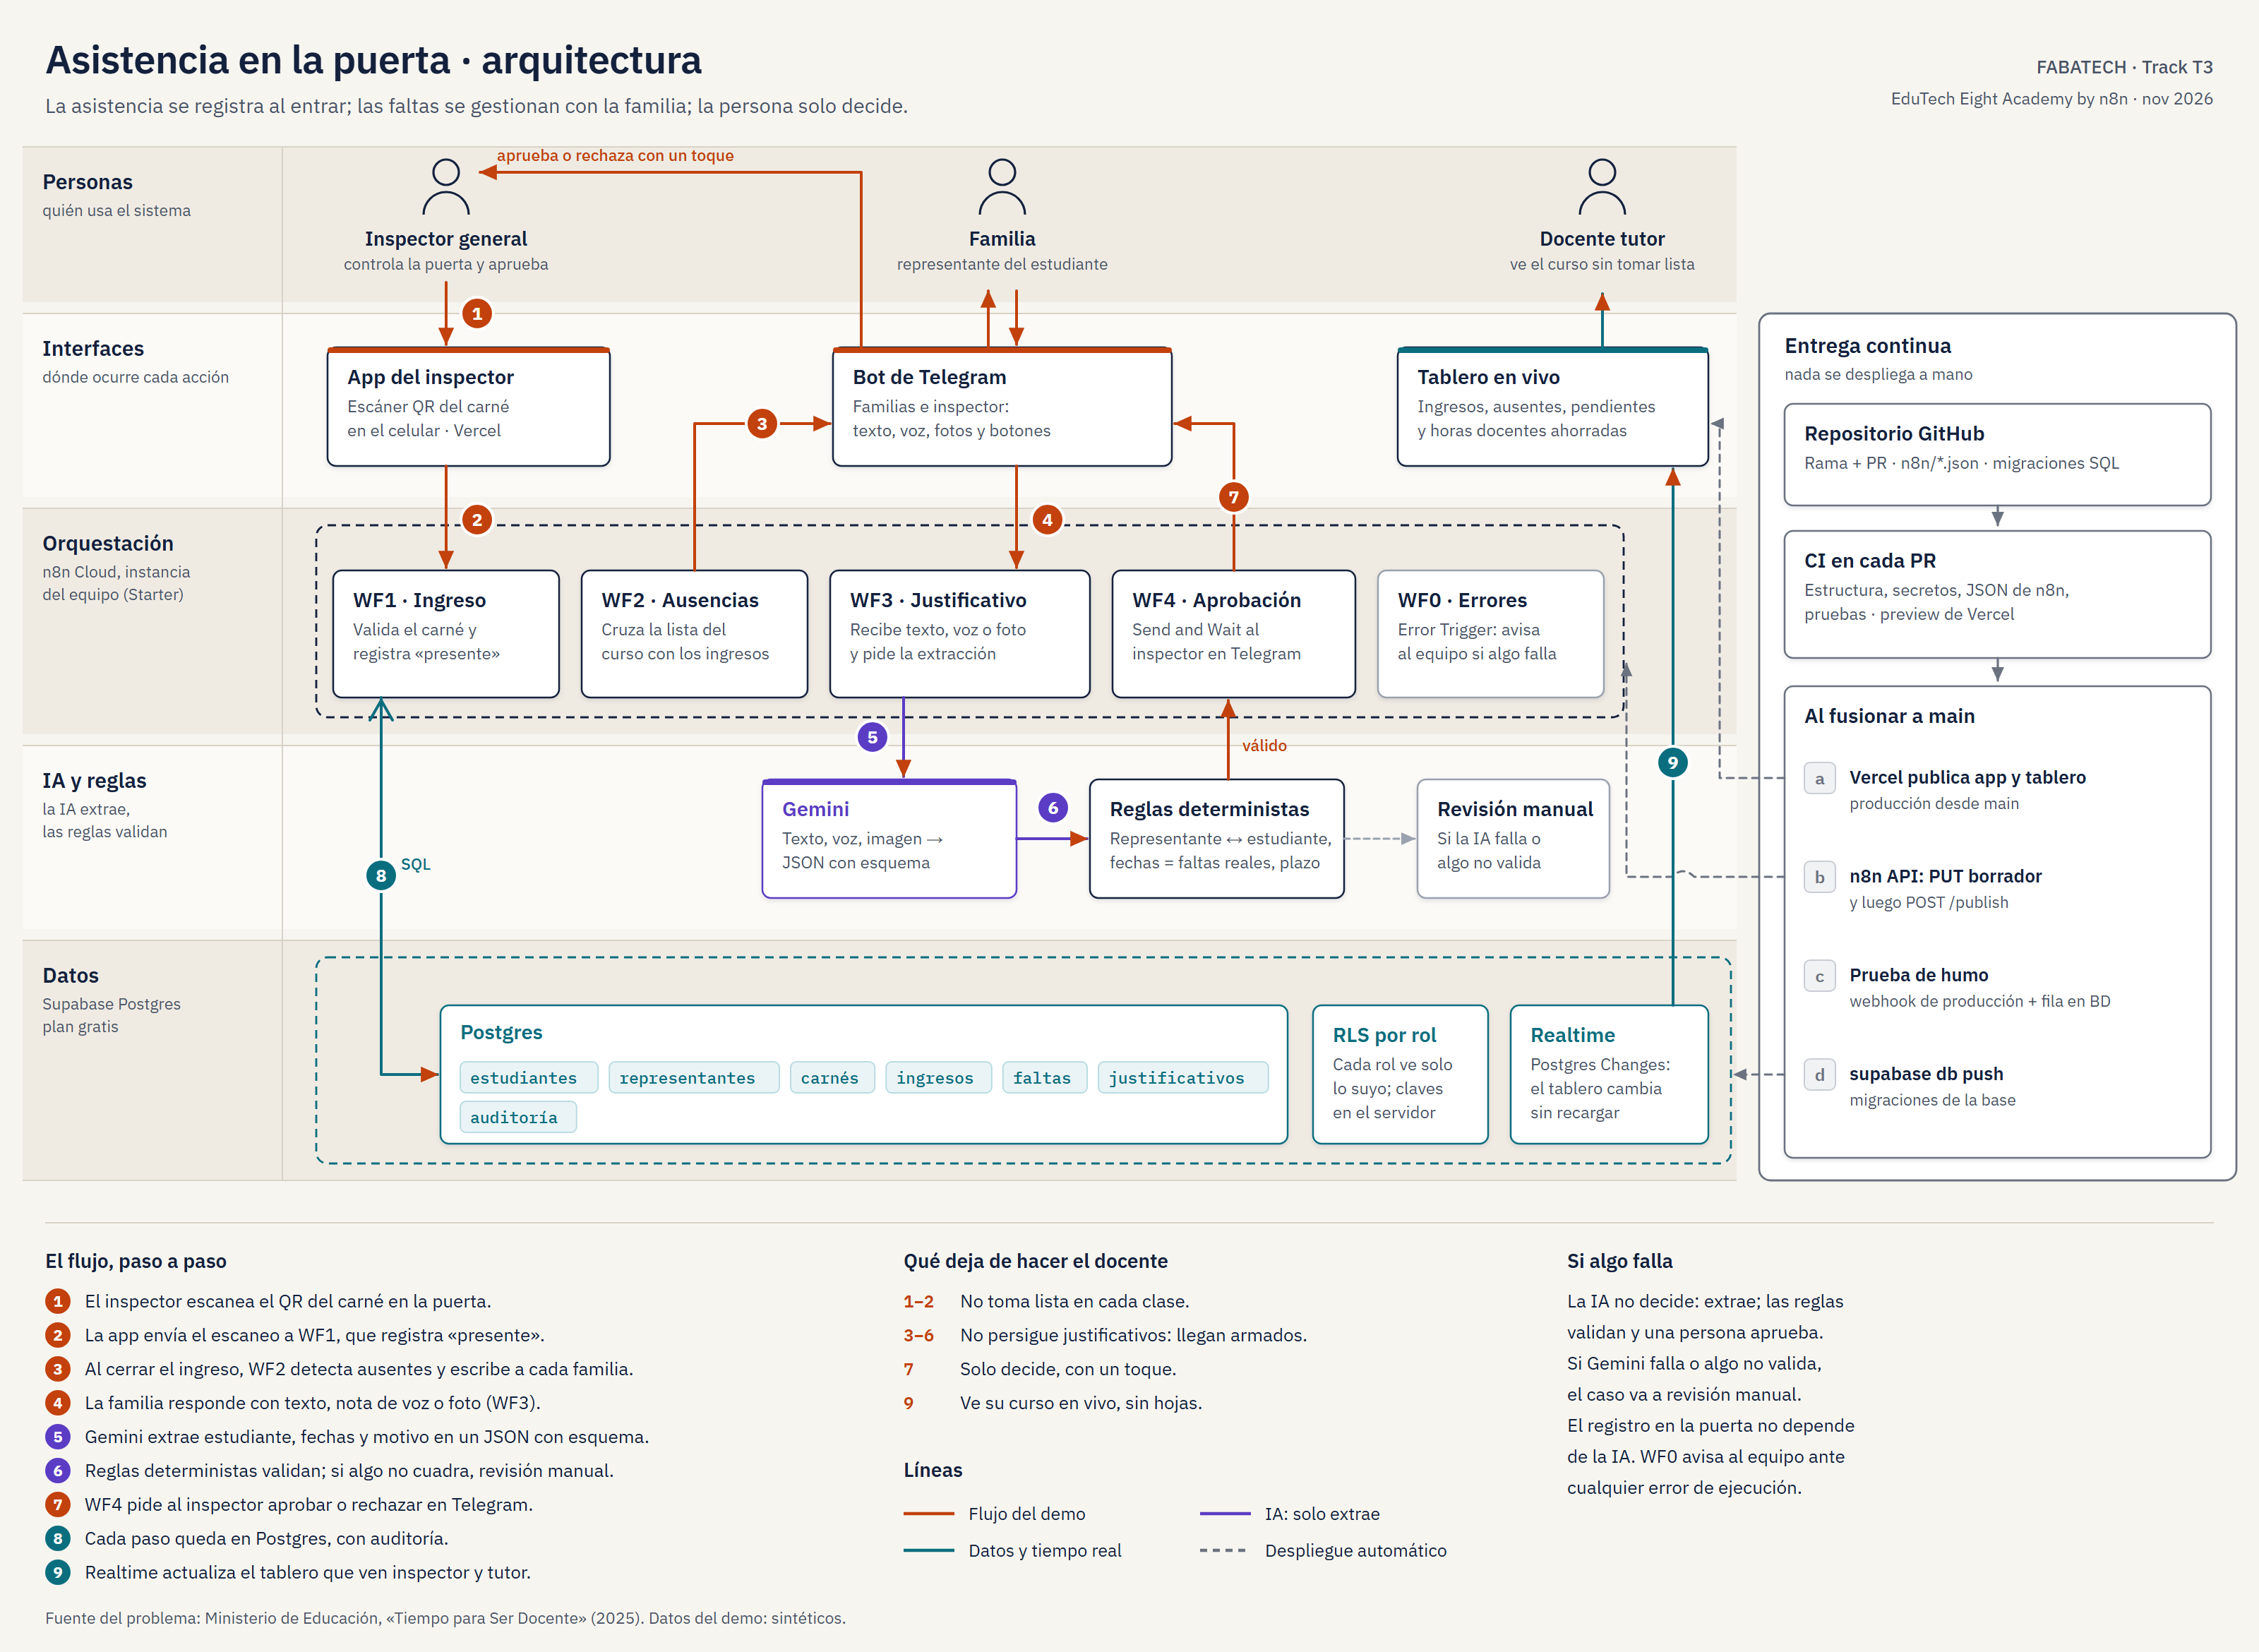 Asistencia en la puerta · arquitectura
La asistencia se registra al entrar; las faltas se gestionan con la familia; la persona solo decide.
FABATECH · Track T3
EduTech Eight Academy by n8n · nov 2026
Personas
quién usa el sistema
aprueba o rechaza con un toque
Inspector general
controla la puerta y aprueba
Familia
representante del estudiante
Docente tutor
ve el curso sin tomar lista
1
Interfaces
dónde ocurre cada acción
App del inspector
Escáner QR del carné
en el celular · Vercel
3
Bot de Telegram
Familias e inspector:
texto, voz, fotos y botones
7
Tablero en vivo
Ingresos, ausentes, pendientes
y horas docentes ahorradas
2
4
Orquestación
n8n Cloud, instancia
del equipo (Starter)
WF1 · Ingreso
Valida el carné y
registra «presente»
WF2 · Ausencias
Cruza la lista del
curso con los ingresos
WF3 · Justificativo
Recibe texto, voz o foto
y pide la extracción
WF4 · Aprobación
Send and Wait al
inspector en Telegram
WF0 · Errores
Error Trigger: avisa
al equipo si algo falla
5
válido
9
IA y reglas
la IA extrae,
las reglas validan
Gemini
Texto, voz, imagen →
JSON con esquema
6
Reglas deterministas
Representante ↔ estudiante,
fechas = faltas reales, plazo
Revisión manual
Si la IA falla o
algo no valida
8
SQL
Datos
Supabase Postgres
plan gratis
Postgres
estudiantes
representantes
carnés
ingresos
faltas
justificativos
auditoría
RLS por rol
Cada rol ve solo
lo suyo; claves
en el servidor
Realtime
Postgres Changes:
el tablero cambia
sin recargar
Entrega continua
nada se despliega a mano
Repositorio GitHub
Rama + PR · n8n/*.json · migraciones SQL
CI en cada PR
Estructura, secretos, JSON de n8n,
pruebas · preview de Vercel
Al fusionar a main
a
Vercel publica app y tablero
producción desde main
b
n8n API: PUT borrador
y luego POST /publish
c
Prueba de humo
webhook de producción + fila en BD
d
supabase db push
migraciones de la base
El flujo, paso a paso
1 El inspector escanea el QR del carné en la puerta.
2 La app envía el escaneo a WF1, que registra «presente».
3 Al cerrar el ingreso, WF2 detecta ausentes y escribe a cada familia.
4 La familia responde con texto, nota de voz o foto (WF3).
5 Gemini extrae estudiante, fechas y motivo en un JSON con esquema.
6 Reglas deterministas validan; si algo no cuadra, revisión manual.
7 WF4 pide al inspector aprobar o rechazar en Telegram.
8 Cada paso queda en Postgres, con auditoría.
9 Realtime actualiza el tablero que ven inspector y tutor.
Qué deja de hacer el docente
1–2 No toma lista en cada clase.
3–6 No persigue justificativos: llegan armados.
7 Solo decide, con un toque.
9 Ve su curso en vivo, sin hojas.
Líneas
Flujo del demo
IA: solo extrae
Datos y tiempo real
Despliegue automático
Si algo falla
La IA no decide: extrae; las reglas
validan y una persona aprueba.
Si Gemini falla o algo no valida,
el caso va a revisión manual.
El registro en la puerta no depende
de la IA. WF0 avisa al equipo ante
cualquier error de ejecución.
Fuente del problema: Ministerio de Educación, «Tiempo para Ser Docente» (2025). Datos del demo: sintéticos.